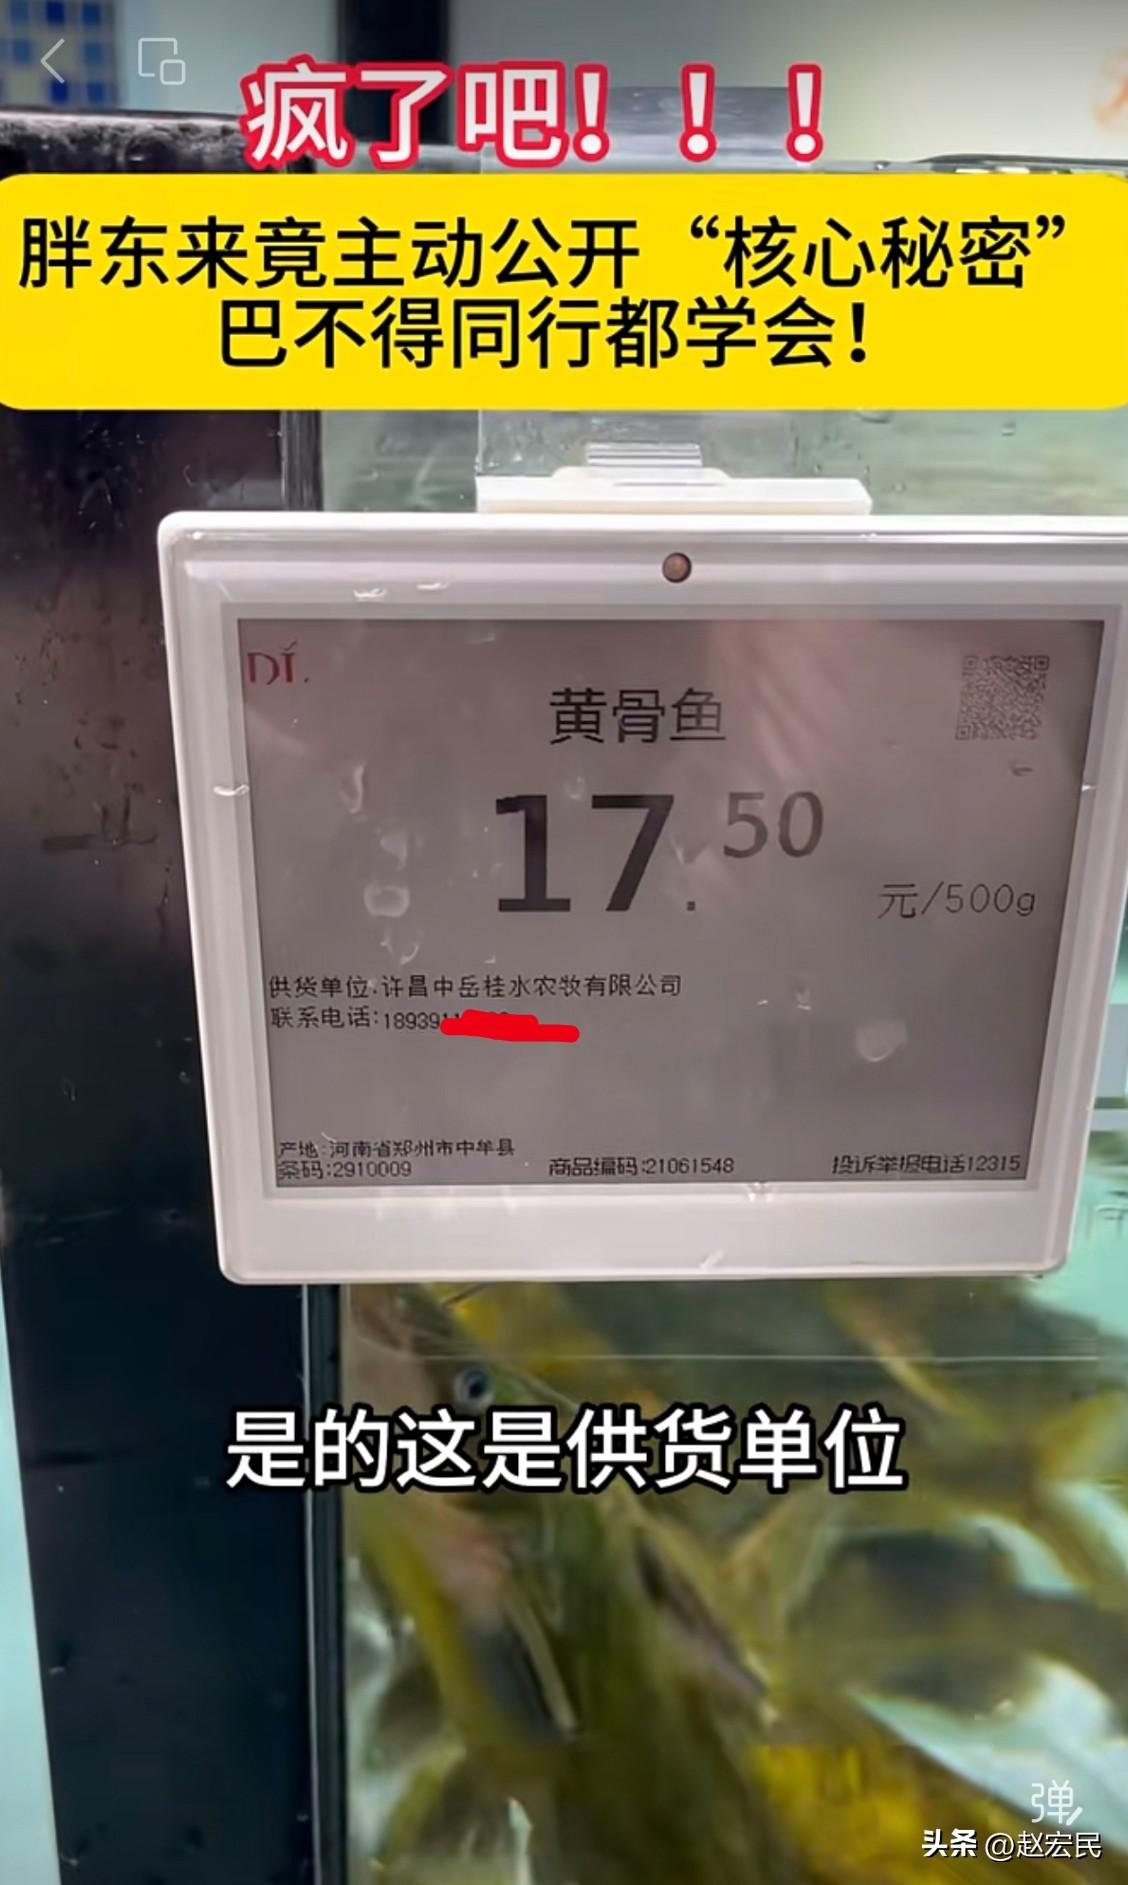 疯了吧！！！
胖东来竟主动公开“核心秘密”
巴不得同行都学会！
DĬ.
黄骨鱼
17.50
元/500g
供货单位:许昌中岳桂水农牧有限公司
联系电话:18939
产地:河南省郑州市中牟县
条码:2910009
商品编码:21061548
投诉举报电话12315
是的这是供货单位
弹
头条 @赵宏民